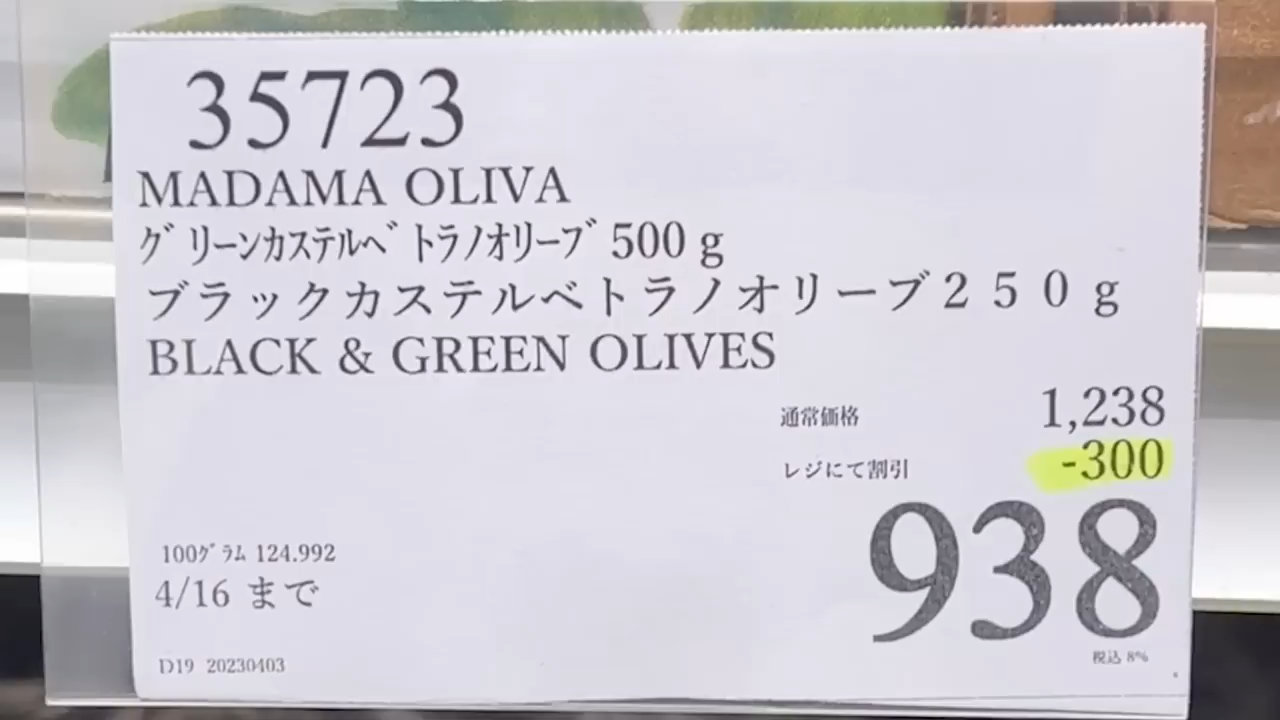 35723
MADAMA OLIVA
グリーンカステルベトラノオリーブ 500 g
ブラックカステルベトラノオリーブ２５０ｇ
BLACK & GREEN OLIVES
通常価格 1,238
レジにて割引 -300
938
税込 8%
100グラム 124.992
4/16 まで
D19 20230403